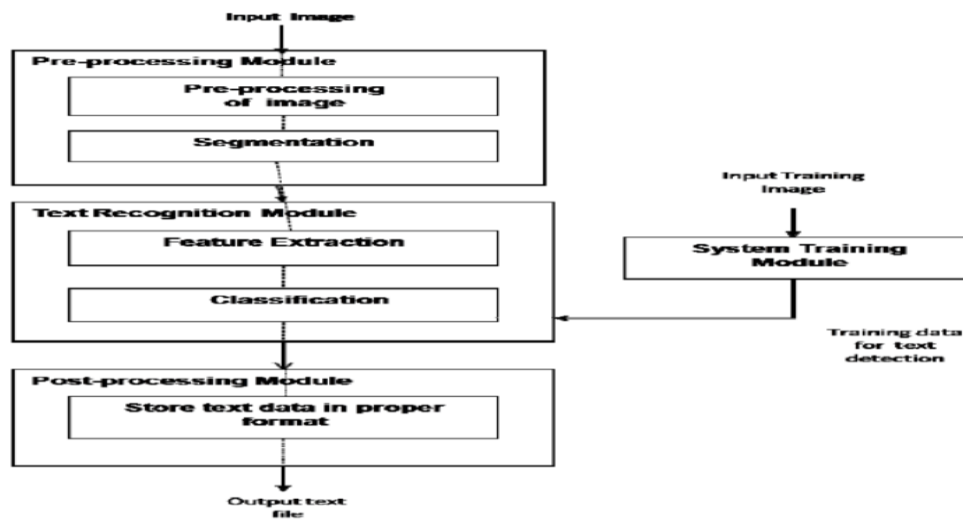 Input Image
Pre-processing Module
Pre-processing
of image
Segmentation
Text Recognition Module
Feature Extraction
Classification
Input Training
Image
System Training
Module
Training data
for text
detection
Post-processing Module
Store text data in proper
format
Output text
file